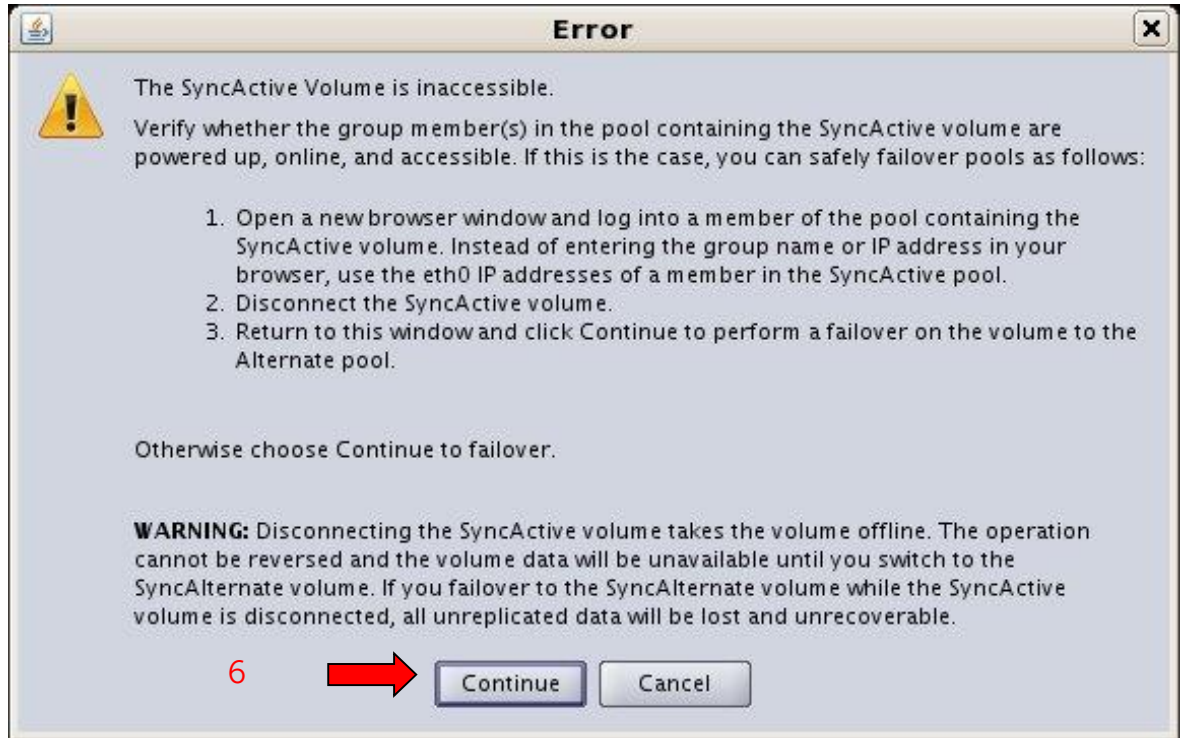 Error
The SyncActive Volume is inaccessible.
Verify whether the group member(s) in the pool containing the SyncActive volume are
powered up, online, and accessible. If this is the case, you can safely failover pools as follows:
1. Open a new browser window and log into a member of the pool containing the
SyncActive volume. Instead of entering the group name or IP address in your
browser, use the eth0 IP addresses of a member in the SyncActive pool.
2. Disconnect the SyncActive volume.
3. Return to this window and click Continue to perform a failover on the volume to the
Alternate pool.
Otherwise choose Continue to failover.
WARNING: Disconnecting the SyncActive volume takes the volume offline. The operation
cannot be reversed and the volume data will be unavailable until you switch to the
SyncAlternate volume. If you failover to the SyncAlternate volume while the SyncActive
volume is disconnected, all unreplicated data will be lost and unrecoverable.
6 Continue Cancel